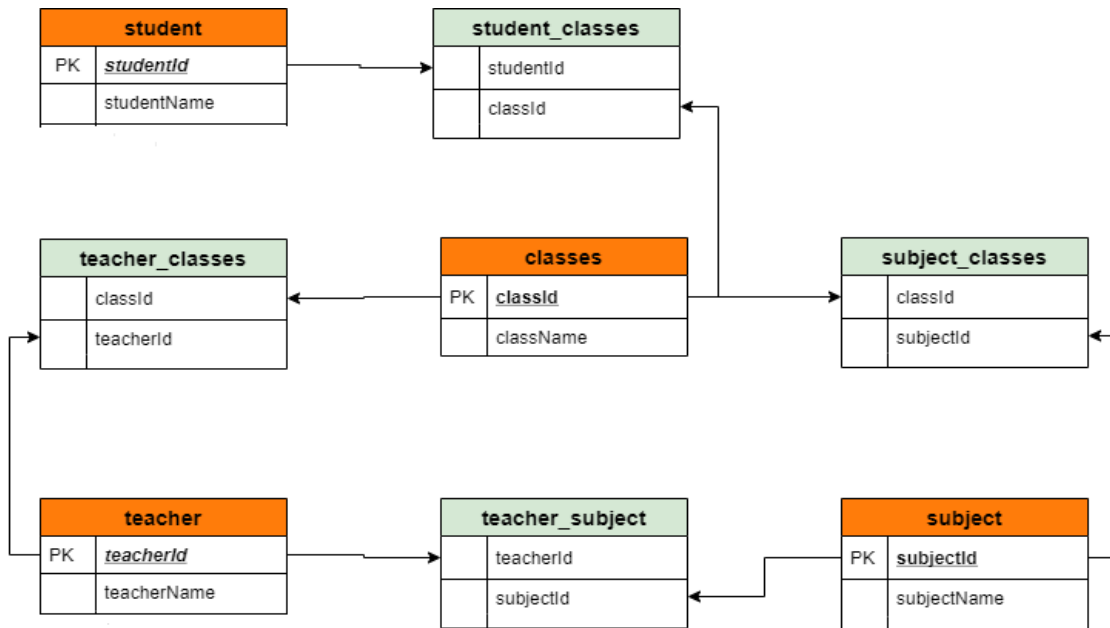 student
PK studentId
studentName
student_classes
studentId
classId
teacher_classes
classId
teacherId
classes
PK classId
className
subject_classes
classId
subjectId
teacher
PK teacherId
teacherName
teacher_subject
teacherId
subjectId
subject
PK subjectId
subjectName